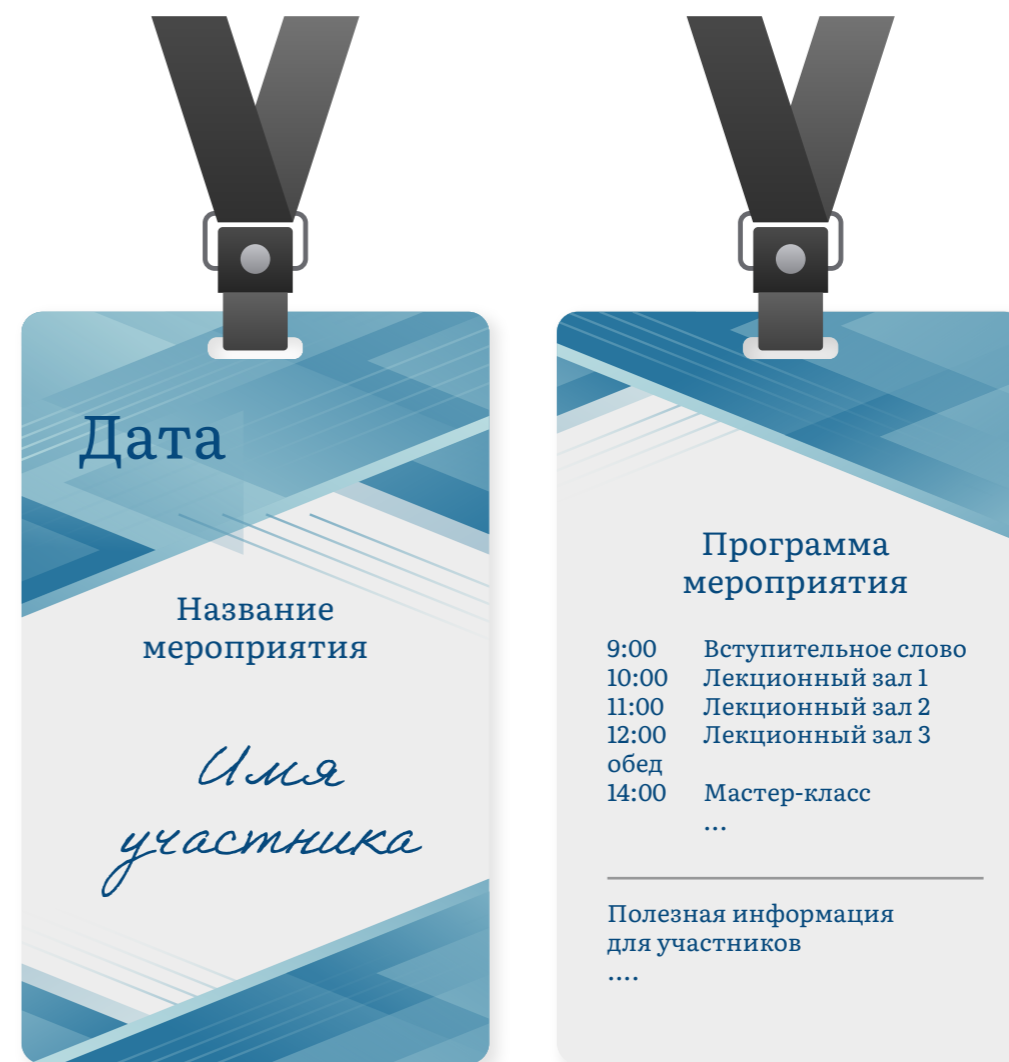 Дата
Название
мероприятия
Имя
участника
Программа
мероприятия
9:00 Вступительное слово
10:00 Лекционный зал 1
11:00 Лекционный зал 2
12:00 Лекционный зал 3
обед
14:00 Мастер-класс
...
Полезная информация
для участников
....